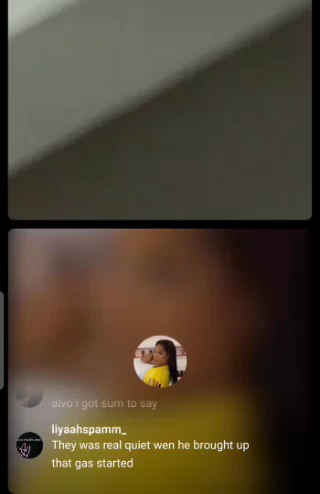 alvo i got sum to say
liyaahspamm_
They was real quiet wen he brought up
that gas started